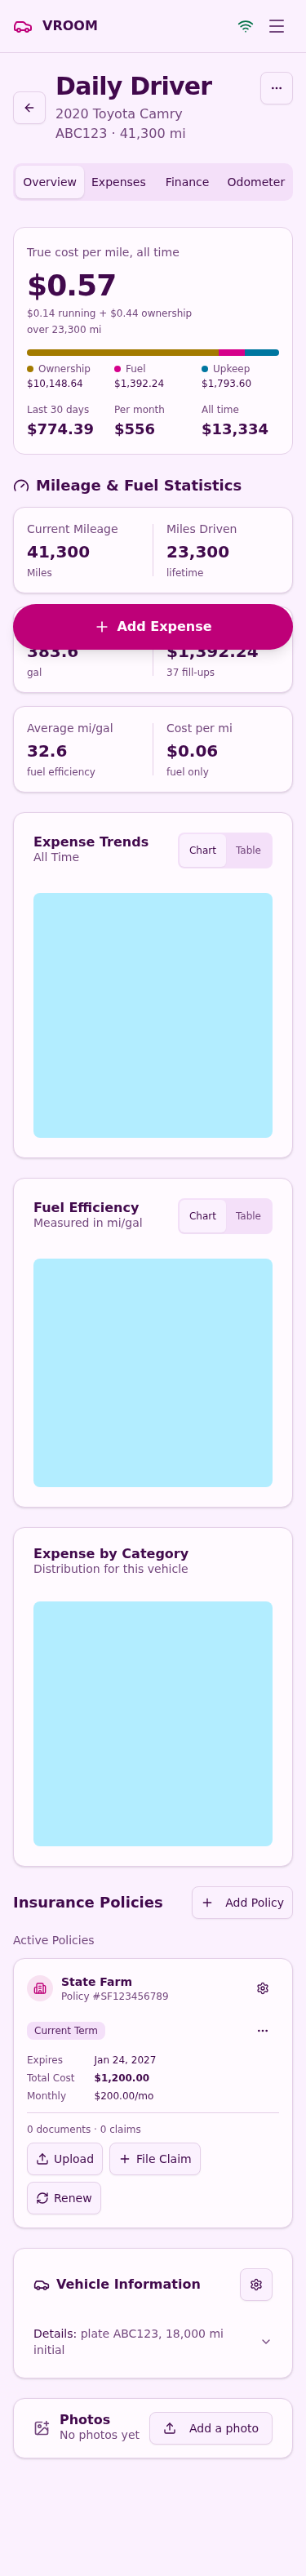 VROOM
Daily Driver
2020 Toyota Camry
ABC123 · 41,300 mi
Overview Expenses Finance Odometer
True cost per mile, all time
$0.57
$0.14 running + $0.44 ownership
over 23,300 mi
Ownership Fuel Upkeep
$10,148.64 $1,392.24 $1,793.60
Last 30 days Per month All time
$774.39 $556 $13,334
Mileage & Fuel Statistics
Current Mileage Miles Driven
41,300 23,000
Miles lifetime
Add Expense
383.6 $1,392.24
gal 37 fill-ups
Average mi/gal Cost per mi
32.6 $0.06
fuel efficiency fuel only
Expense Trends
All Time
Chart Table
Fuel Efficiency
Measured in mi/gal
Chart Table
Expense by Category
Distribution for this vehicle
Insurance Policies
Add Policy
Active Policies
State Farm
Policy #SF123456789
Current Term
Expires Jan 24, 2027
Total Cost $1,200.00
Monthly $200.00/mo
0 documents · 0 claims
Upload File Claim
Renew
Vehicle Information
Details: plate ABC123, 18,000 mi
initial
Photos
No photos yet
Add a photo